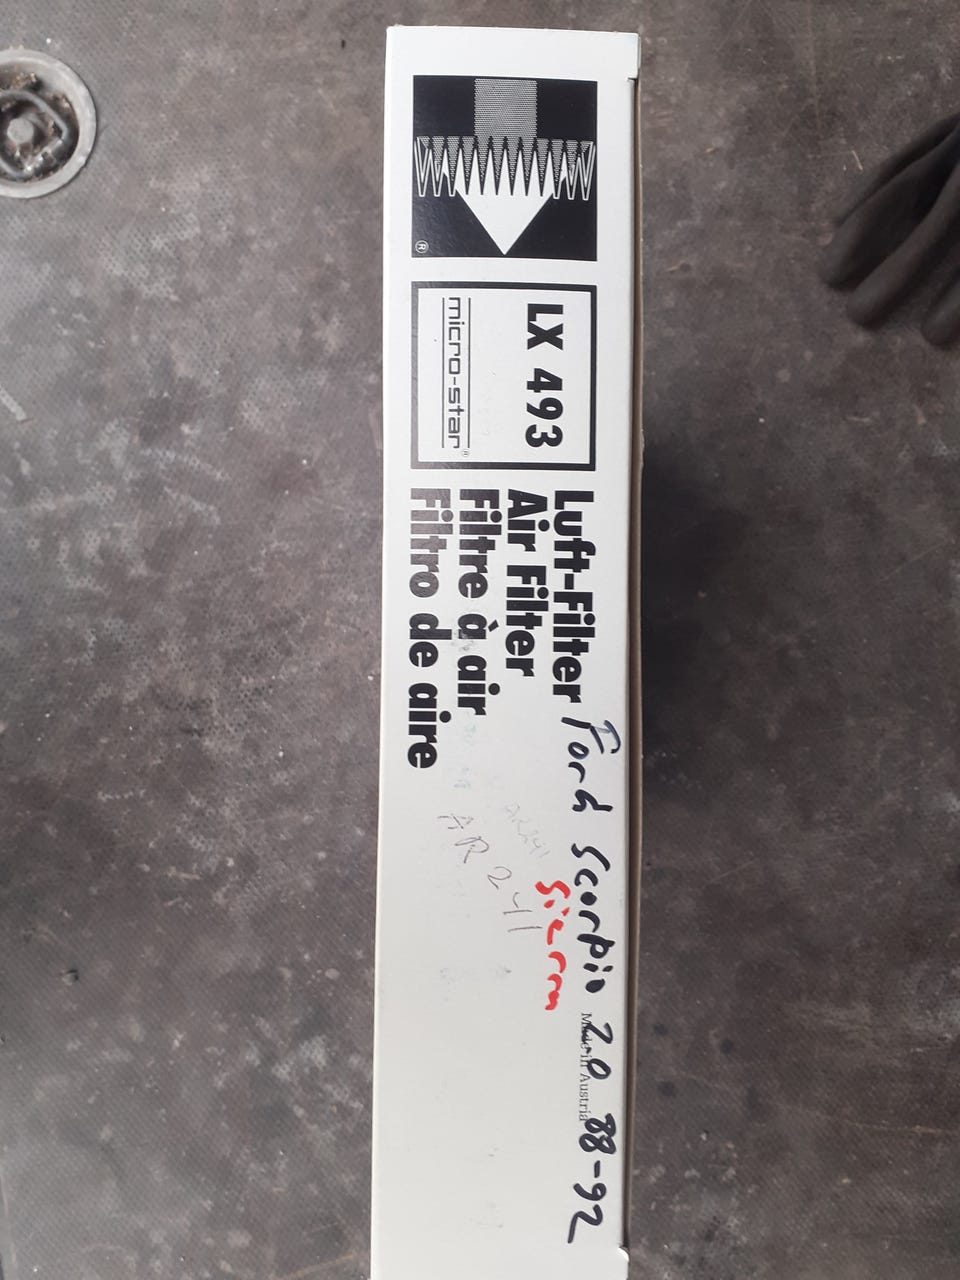 ®
LX 493
micro-star®
Luft-Filter
Air Filter
Filtre à air
Filtro de aire
Ford Scorpio 2.0 88-92
Sierra
AR241
AR 241
Made in Austria